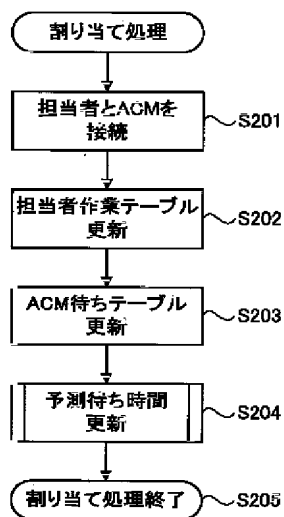 割り当て処理
担当者とACMを
接続
S201
担当者作業テーブル
更新
S202
ACM待ちテーブル
更新
S203
予測待ち時間
更新
S204
割り当て処理終了
S205